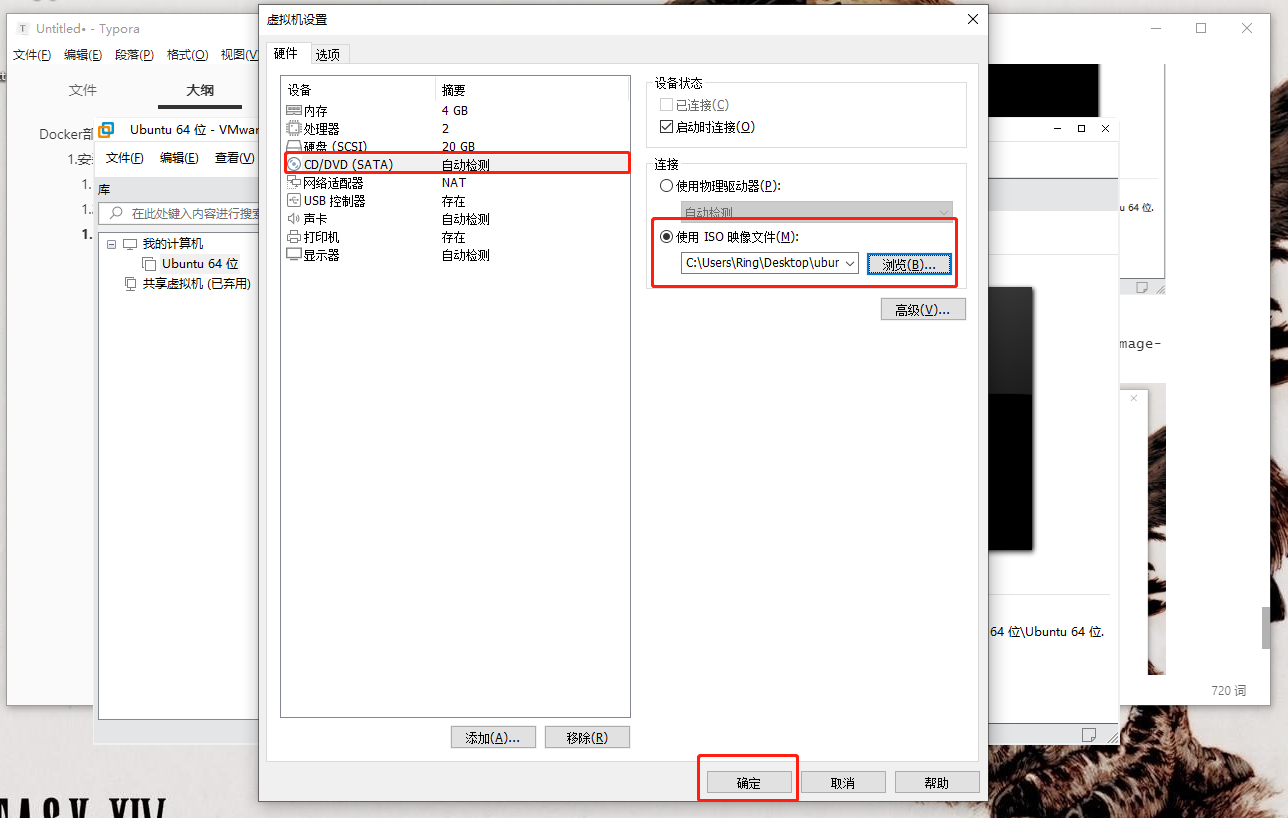 Untitled• - Typora
文件(F) 编辑(E) 段落(P) 格式(O) 视图(V)
文件 大纲
Docker部
1.安
1.
1.
1.
Ubuntu 64 位 - VMwar
文件(F) 编辑(E) 查看(V)
库
在此处键入内容进行搜索
我的计算机
Ubuntu 64 位
共享虚拟机 (已弃用)
虚拟机设置
硬件 选项
设备 摘要
内存 4 GB
处理器 2
硬盘 (SCSI) 20 GB
CD/DVD (SATA) 自动检测
网络适配器 NAT
USB 控制器 存在
声卡 自动检测
打印机 存在
显示器 自动检测
添加(A)... 移除(R)
设备状态
已连接(C)
启动时连接(O)
连接
使用物理驱动器(P):
自动检测
使用 ISO 映像文件(M):
C:\Users\Ring\Desktop\ubur 浏览(B)...
高级(V)...
确定 取消 帮助
u 64 位.
mage-
64 位\Ubuntu 64 位.
720 词
XIV